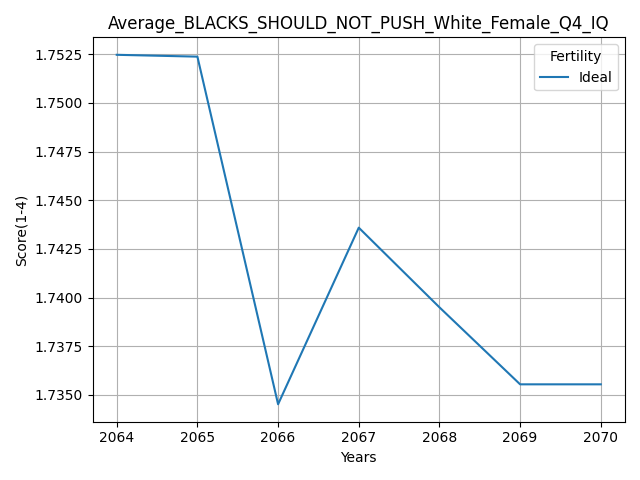 Average_BLACKS_SHOULD_NOT_PUSH_White_Female_Q4_IQ
Fertility
Ideal
1.7525
1.7500
1.7475
1.7450
1.7425
1.7400
1.7375
1.7350
Score(1-4)
2064 2065 2066 2067 2068 2069 2070
Years